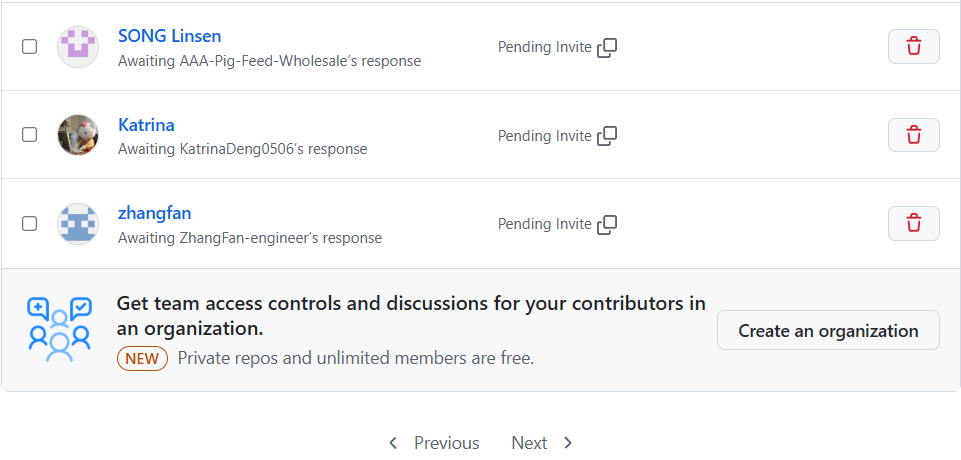 SONG Linsen
Awaiting AAA-Pig-Feed-Wholesale's response
Pending Invite
Katrina
Awaiting KatrinaDeng0506's response
Pending Invite
zhangfan
Awaiting ZhangFan-engineer's response
Pending Invite
Get team access controls and discussions for your contributors in
an organization.
NEW Private repos and unlimited members are free.
Create an organization
Previous Next